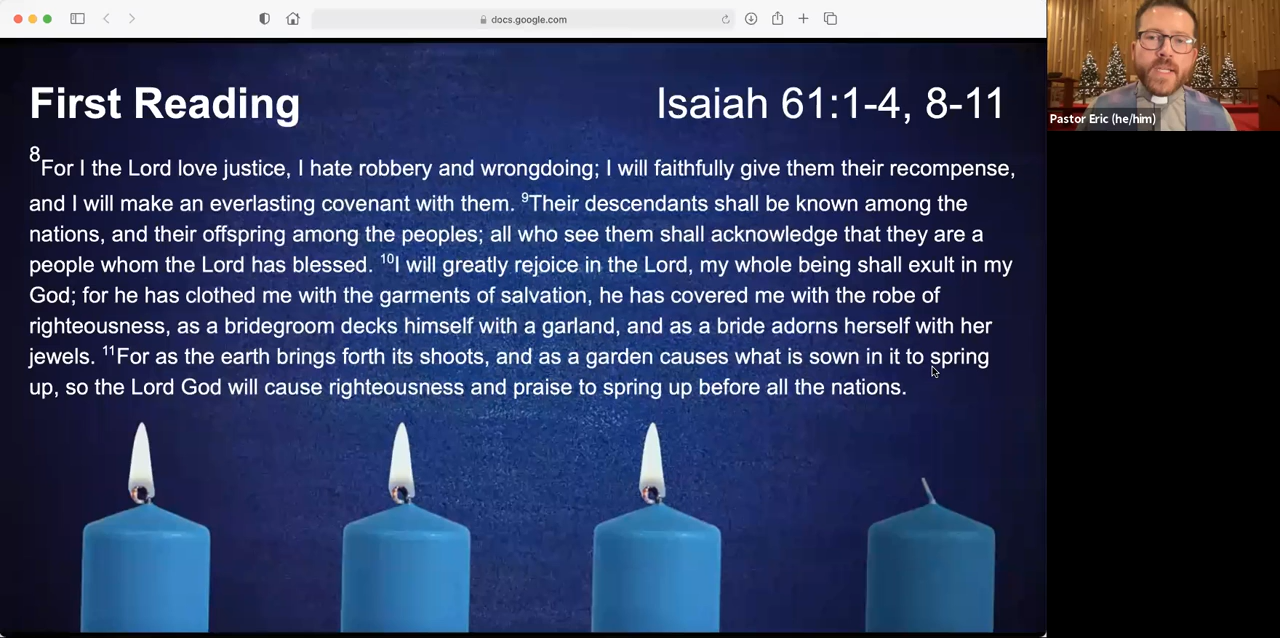 docs.google.com
First Reading
Isaiah 61:1-4, 8-11
8For I the Lord love justice, I hate robbery and wrongdoing; I will faithfully give them their recompense,
and I will make an everlasting covenant with them. 9Their descendants shall be known among the
nations, and their offspring among the peoples; all who see them shall acknowledge that they are a
people whom the Lord has blessed. 10I will greatly rejoice in the Lord, my whole being shall exult in my
God; for he has clothed me with the garments of salvation, he has covered me with the robe of
righteousness, as a bridegroom decks himself with a garland, and as a bride adorns herself with her
jewels. 11For as the earth brings forth its shoots, and as a garden causes what is sown in it to spring
up, so the Lord God will cause righteousness and praise to spring up before all the nations.
Pastor Eric (he/him)